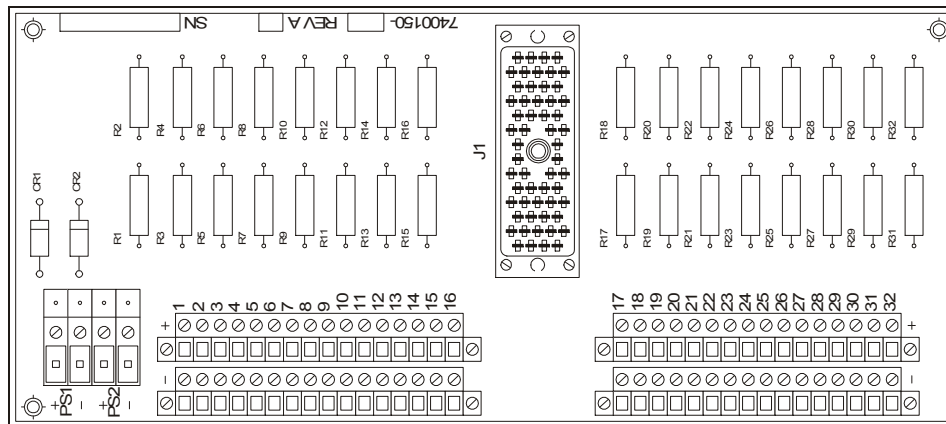 SN REV A 7400150-
R2 R4 R6 R8 R10 R12 R14 R16
R18 R20 R22 R24 R26 R28 R30 R32
J1
CR1 CR2
R1 R3 R5 R7 R9 R11 R13 R15
R17 R19 R21 R23 R25 R27 R29 R31
1 2 3 4 5 6 7 8 9 10 11 12 13 14 15 16
17 18 19 20 21 22 23 24 25 26 27 28 29 30 31 32
+ +
- -
+ - + -
PS1 PS2